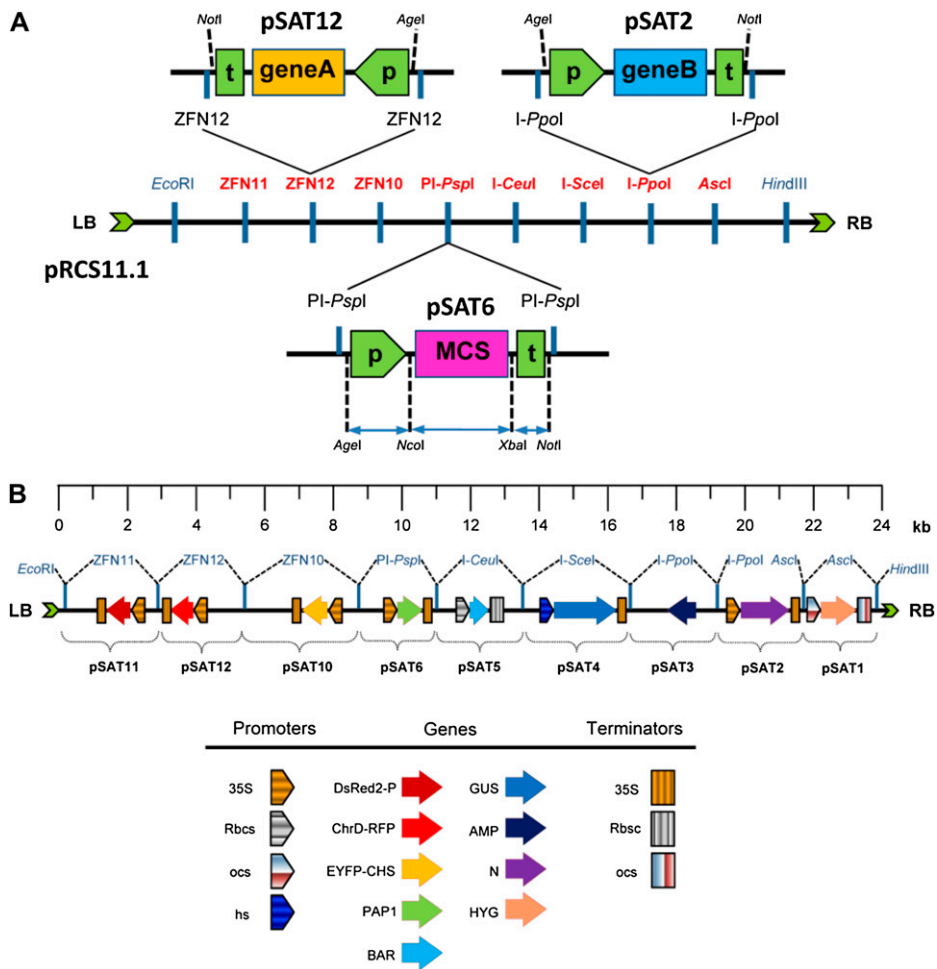 A
pSAT12
pSAT2
NotI
AgeI
AgeI
NotI
t geneA p
p geneB t
ZFN12 ZFN12
I-PpoI I-PpoI
EcoRI ZFN11 ZFN12 ZFN10 PI-PspI I-CeuI I-SceI I-PpoI AscI HindIII
LB RB
pRCS11.1
PI-PspI pSAT6 PI-PspI
p MCS t
AgeI NcoI XbaI NotI
B
0 2 4 6 8 10 12 14 16 18 20 22 24
kb
EcoRI ZFN11 ZFN12 ZFN10 PI-PspI I-CeuI I-SceI I-PpoI I-PpoI AscI AscI HindIII
LB RB
pSAT11 pSAT12 pSAT10 pSAT6 pSAT5 pSAT4 pSAT3 pSAT2 pSAT1
Promoters Genes Terminators
35S DsRed2-P GUS 35S
Rbcs ChrD-RFP AMP Rbsc
ocs EYFP-CHS N ocs
hs PAP1 HYG
BAR